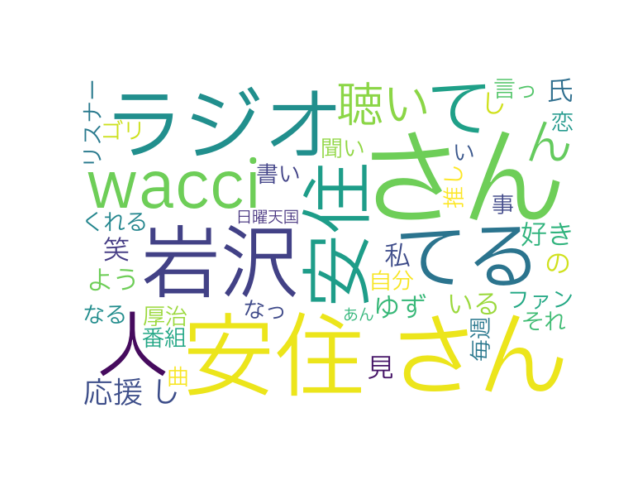 ラジオ
聴い
て
言っ
氏
リスナー
ゴリ
し
恋
ん
聞い
い
推し
wacci
書い
安住
さん
事
くれる
日曜天国
好き
笑
岩沢
てる
私
の
よう
自分
なる
厚治
なっ
ゆず
いる
ファン
あん
それ
人
番組
安住 さん
毎週
見
曲
応援 し